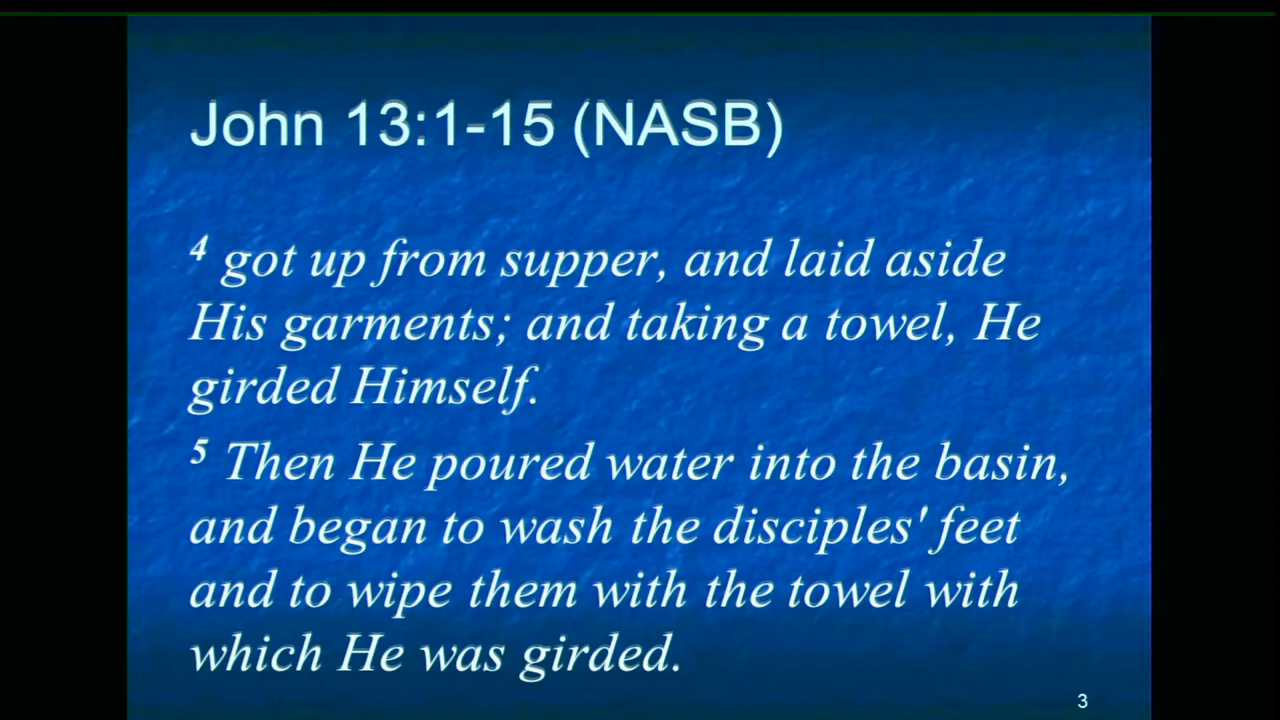 John 13:1-15 (NASB)
4 got up from supper, and laid aside
His garments; and taking a towel, He
girded Himself.
5 Then He poured water into the basin,
and began to wash the disciples' feet
and to wipe them with the towel with
which He was girded.
3